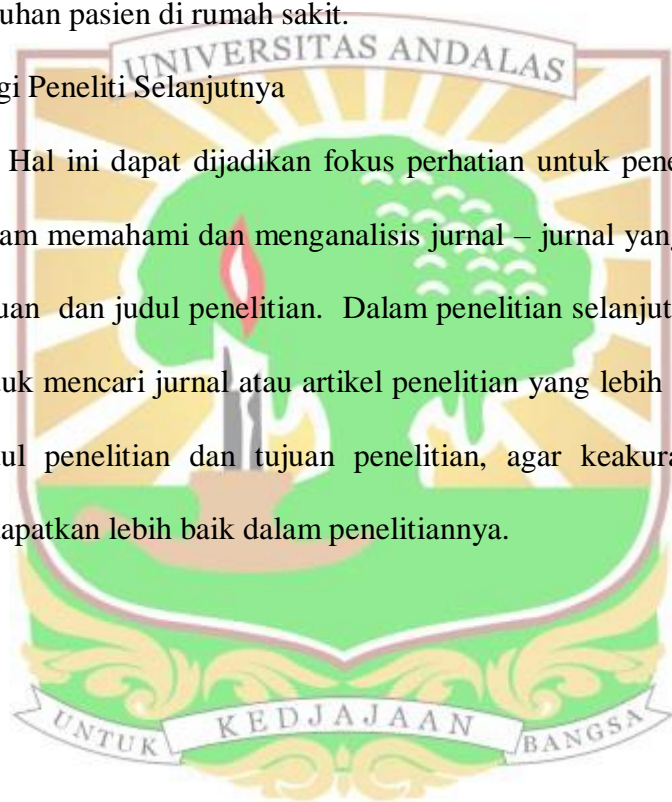 uhan pasien di rumah sakit.
UNIVERSITAS ANDALAS
gi Peneliti Selanjutnya
Hal ini dapat dijadikan fokus perhatian untuk pene
am memahami dan menganalisis jurnal – jurnal yang
uan dan judul penelitian. Dalam penelitian selanjut
uk mencari jurnal atau artikel penelitian yang lebih
ul penelitian dan tujuan penelitian, agar keakura
apatkan lebih baik dalam penelitiannya.
UNTUK KEDJAJAAN BANGSA